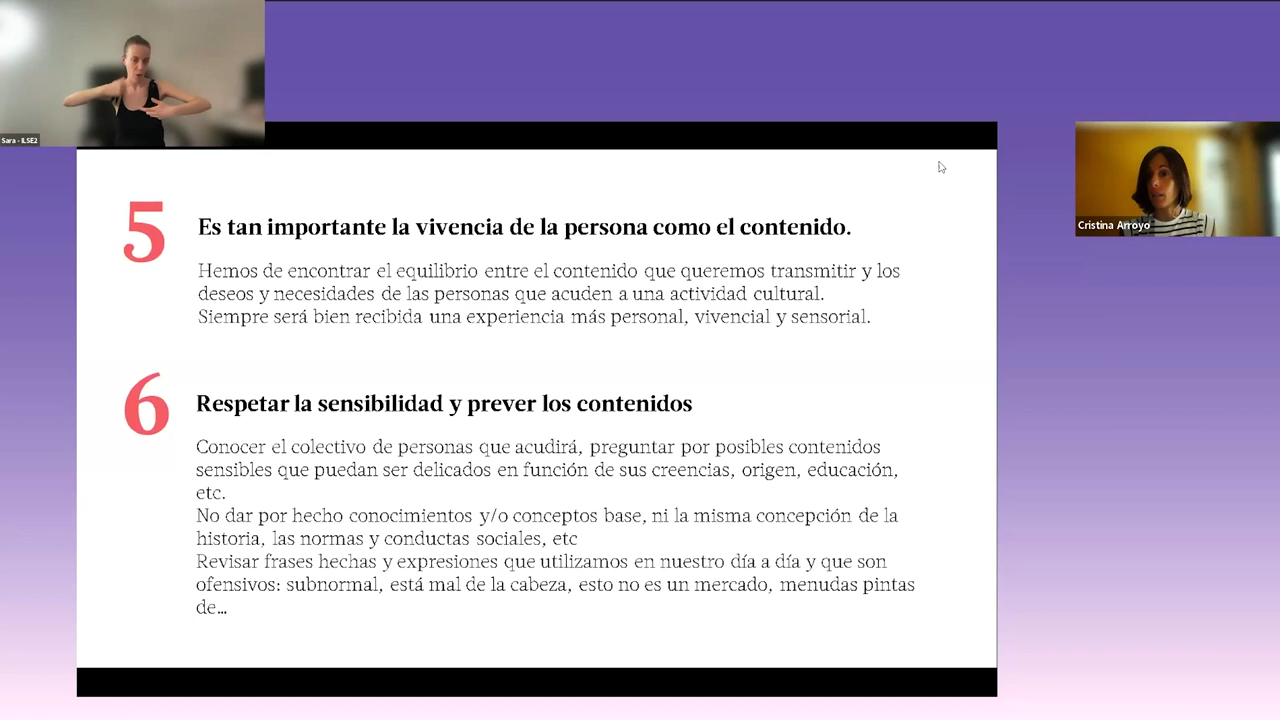 Sara - ILSE2
Cristina Arroyo
5
Es tan importante la vivencia de la persona como el contenido.
Hemos de encontrar el equilibrio entre el contenido que queremos transmitir y los
deseos y necesidades de las personas que acuden a una actividad cultural.
Siempre será bien recibida una experiencia más personal, vivencial y sensorial.
6
Respetar la sensibilidad y prever los contenidos
Conocer el colectivo de personas que acudirá, preguntar por posibles contenidos
sensibles que puedan ser delicados en función de sus creencias, origen, educación,
etc.
No dar por hecho conocimientos y/o conceptos base, ni la misma concepción de la
historia, las normas y conductas sociales, etc
Revisar frases hechas y expresiones que utilizamos en nuestro día a día y que son
ofensivos: subnormal, está mal de la cabeza, esto no es un mercado, menudas pintas
de...